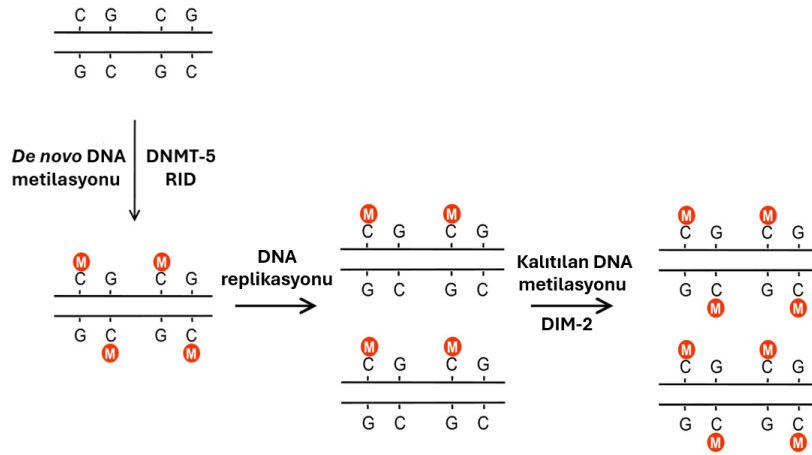 C G C G
G C G C
De novo DNA metilasyonu
DNMT-5 RID
M M
C G C G
G C G C
M M
DNA replikasyonu
M M
C G C G
G C G C
M M
C G C G
G C G C
Kalıtılan DNA metilasyonu
DIM-2
M M
C G C G
G C G C
M M
M M
C G C G
G C G C
M M